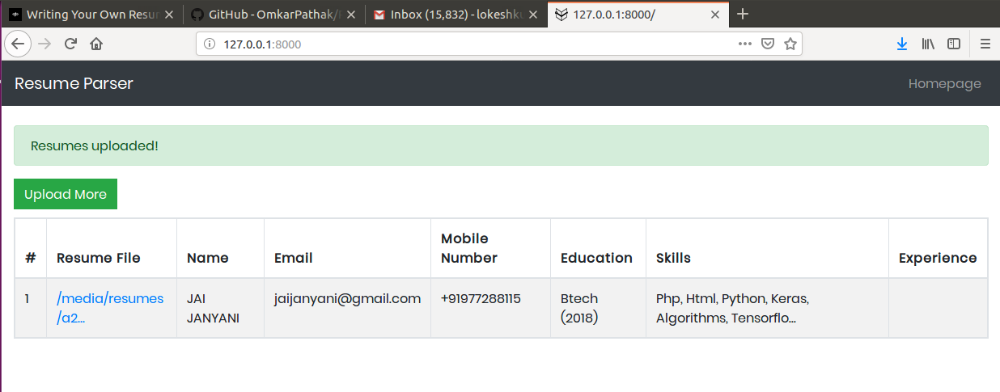 Writing Your Own Resum
GitHub - OmkarPathak/
Inbox (15,832) - lokeshku
127.0.0.1:8000/
127.0.0.1:8000
Resume Parser
Homepage
Resumes uploaded!
Upload More
# Resume File Name Email Mobile Number Education Skills Experience
1 /media/resumes JAI jaijanyani@gmail.com +91977288115 Btech Php, Html, Python, Keras,
/a2... JANYANI (2018) Algorithms, Tensorflo...